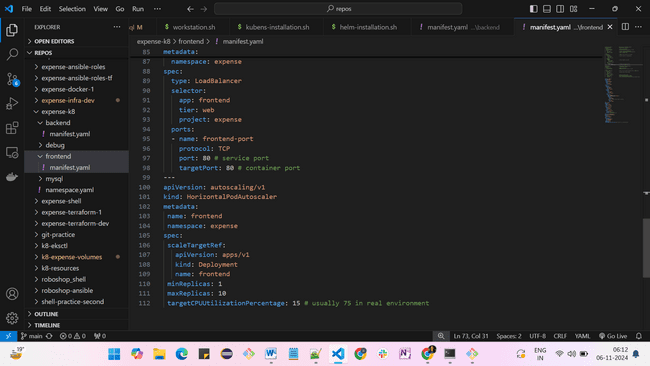 File Edit Selection View Go Run ··· repos
EXPLORER ···
OPEN EDITORS
REPOS
expense-ansible-roles
expense-ansible-roles-tf
expense-docker-1
expense-infra-dev
expense-k8
backend
manifest.yaml
debug
frontend
manifest.yaml
mysql
namespace.yaml
expense-shell
expense-terraform-1
expense-terraform-dev
git-practice
k8-eksctl
k8-expense-volumes
k8-resources
roboshop_shell
roboshop-ansible
shell-practice-second
OUTLINE
TIMELINE
6
ql M workstation.sh kubens-installation.sh helm-installation.sh manifest.yaml ...\backend manifest.yaml ...\frontend
expense-k8 > frontend > manifest.yaml
85 metadata:
87 namespace: expense
88 spec:
89 type: LoadBalancer
90 selector:
91 app: frontend
92 tier: web
93 project: expense
94 ports:
95 - name: frontend-port
96 protocol: TCP
97 port: 80 # service port
98 targetPort: 80 # container port
99 ---
100 apiVersion: autoscaling/v1
101 kind: HorizontalPodAutoscaler
102 metadata:
103 name: frontend
104 namespace: expense
105 spec:
106 scaleTargetRef:
107 apiVersion: apps/v1
108 kind: Deployment
109 name: frontend
110 minReplicas: 1
111 maxReplicas: 10
112 targetCPUUtilizationPercentage: 15 # usually 75 in real environment
main 0 0 0 Ln 73, Col 31 Spaces: 2 UTF-8 CRLF YAML Go Live
19° ENG IN 06:12 06-11-2024